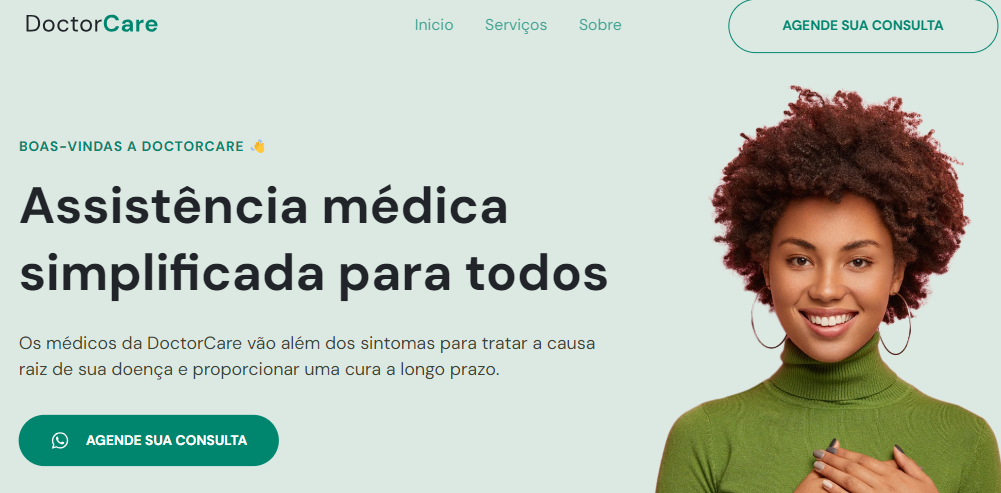 DoctorCare
Inicio Serviços Sobre
AGENDE SUA CONSULTA
BOAS-VINDAS A DOCTORCARE 👋
Assistência médica
simplificada para todos
Os médicos da DoctorCare vão além dos sintomas para tratar a causa
raiz de sua doença e proporcionar uma cura a longo prazo.
AGENDE SUA CONSULTA